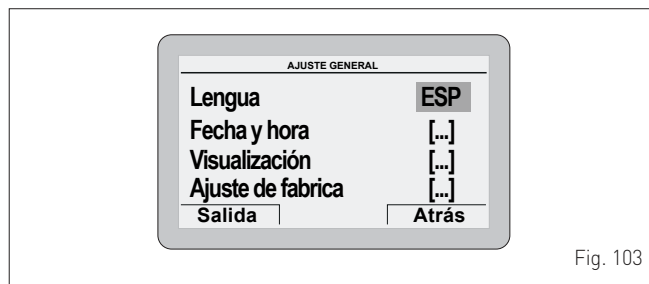 AJUSTE GENERAL
Lengua ESP
Fecha y hora [...]
Visualización [...]
Ajuste de fabrica [...]
Salida Atrás
Fig. 103